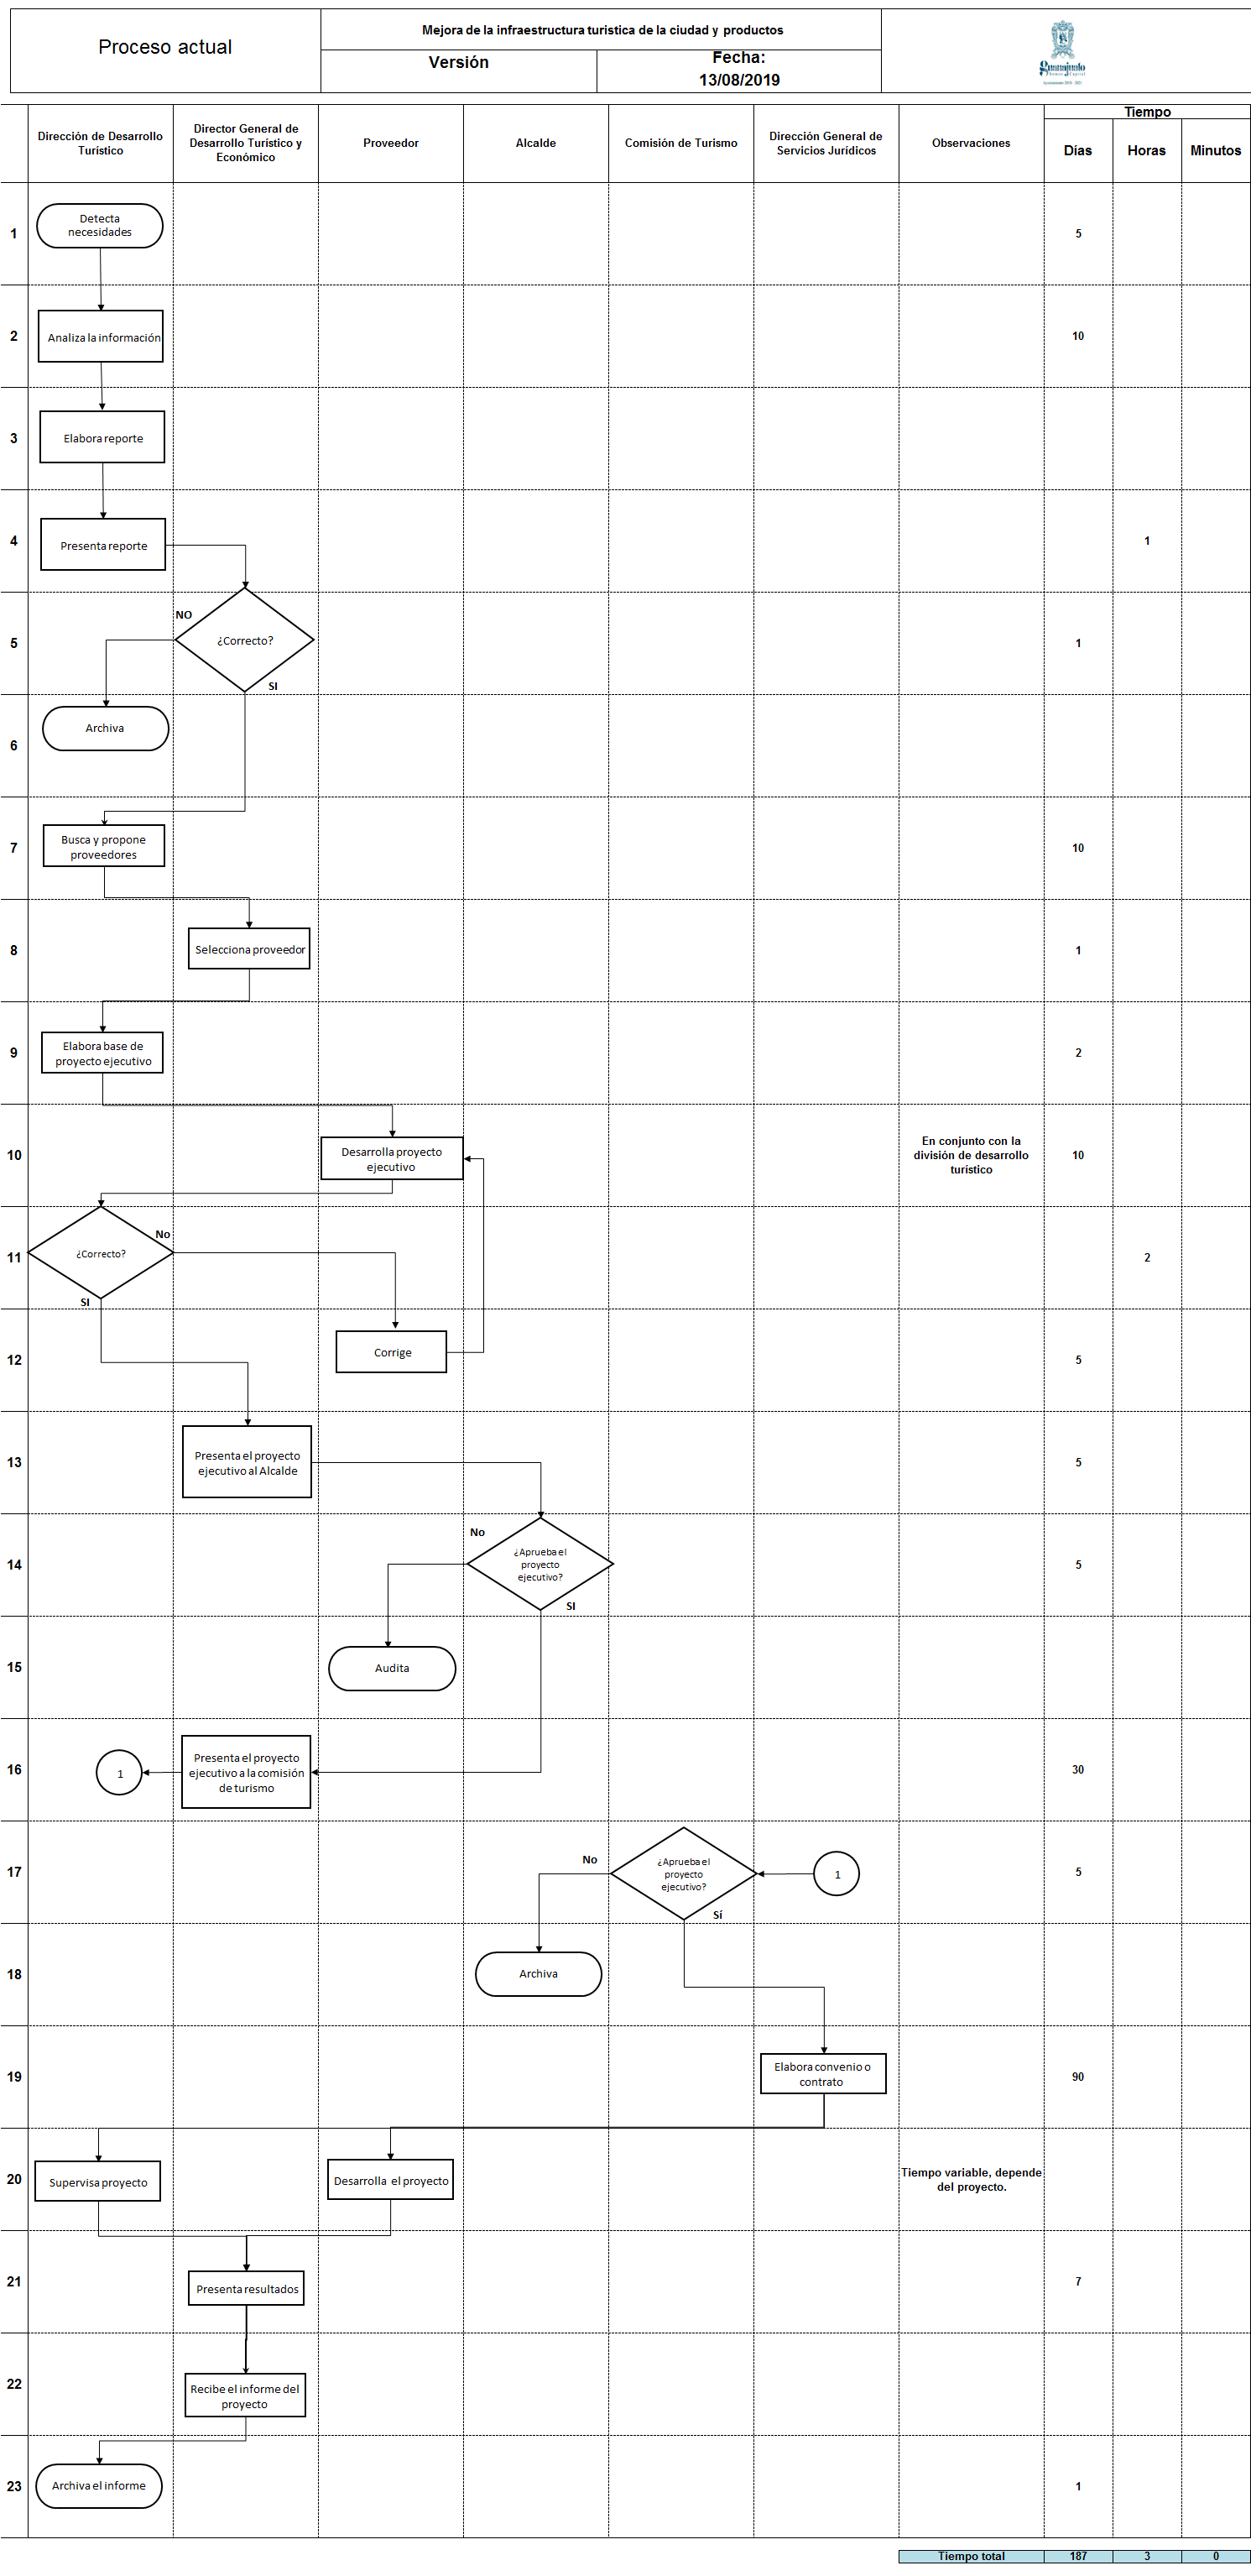 Proceso actual
Mejora de la infraestructura turistica de la ciudad y productos
Versión
Fecha:
13/08/2019
Guanajuato
Tiempo
Dirección de Desarrollo
Turístico
Director General de
Desarrollo Turístico y
Económico
Proveedor
Alcalde
Comisión de Turismo
Dirección General de
Servicios Jurídicos
Observaciones
Dias
Horas
Minutos
1
Detecta
necesidades
5
2
Analiza la información
10
3
Elabora reporte
4
Presenta reporte
1
5
NO
¿Correcto?
SI
1
6
Archiva
7
Busca y propone
proveedores
10
8
Selecciona proveedor
1
9
Elabora base de
proyecto ejecutivo
2
10
Desarrolla proyecto
ejecutivo
En conjunto con la
división de desarrollo
turístico
10
11
¿Correcto?
No
SI
2
12
Corrige
5
13
Presenta el proyecto
ejecutivo al Alcalde
5
14
No
¿Aprueba el
proyecto
ejecutivo?
SI
5
15
Audita
16
1
Presenta el proyecto
ejecutivo a la comisión
de turismo
30
17
No
¿Aprueba el
proyecto
ejecutivo?
Sí
1
5
18
Archiva
19
Elabora convenio o
contrato
90
20
Supervisa proyecto
Desarrolla el proyecto
Tiempo variable, depende
del proyecto.
21
Presenta resultados
7
22
Recibe el informe del
proyecto
23
Archiva el informe
1
Tiempo total
187
3
0